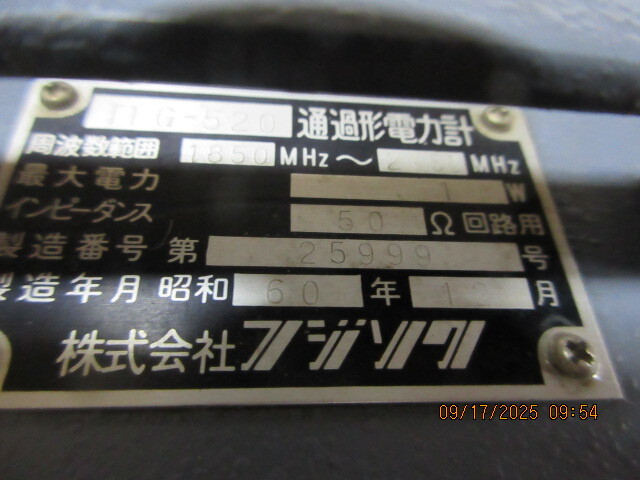 G-520 通過形電力計
周波数範囲 1850 MHz～ MHz
最大電力 1 W
インピーダンス 50 Ω 回路用
製造番号 第 25999 号
製造年月 昭和 60 年 月
株式会社フジソク
09/17/2025 09:54